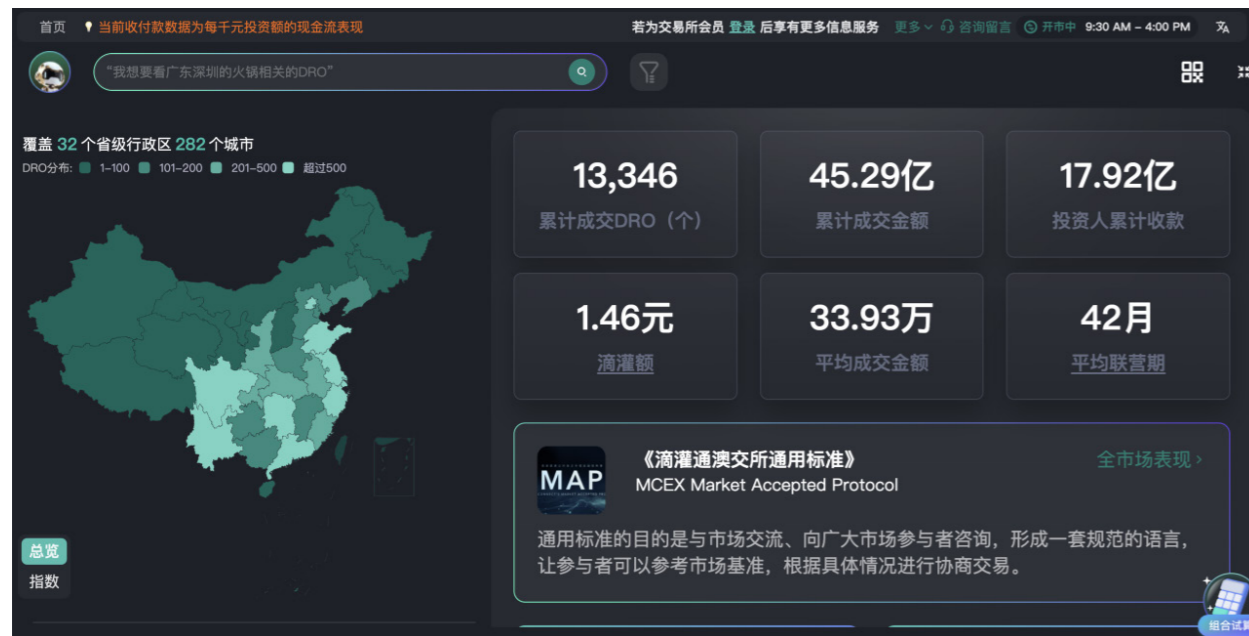 首页
当前收付款数据为每千元投资额的现金流表现
若为交易所会员 登录 后享有更多信息服务
更多
咨询留言
开市中 9:30 AM – 4:00 PM
“我想要看广东深圳的火锅相关的DRO”
覆盖 32 个省级行政区 282 个城市
DRO分布: 1–100 101–200 201–500 超过500
13,346
累计成交DRO（个）
45.29亿
累计成交金额
17.92亿
投资人累计收款
1.46元
滴灌额
33.93万
平均成交金额
42月
平均联营期
MAP
《滴灌通澳交所通用标准》
全市场表现
MCEX Market Accepted Protocol
通用标准的目的是与市场交流、向广大市场参与者咨询，形成一套规范的语言，
让参与者可以参考市场基准，根据具体情况进行协商交易。
总览
指数
组合试